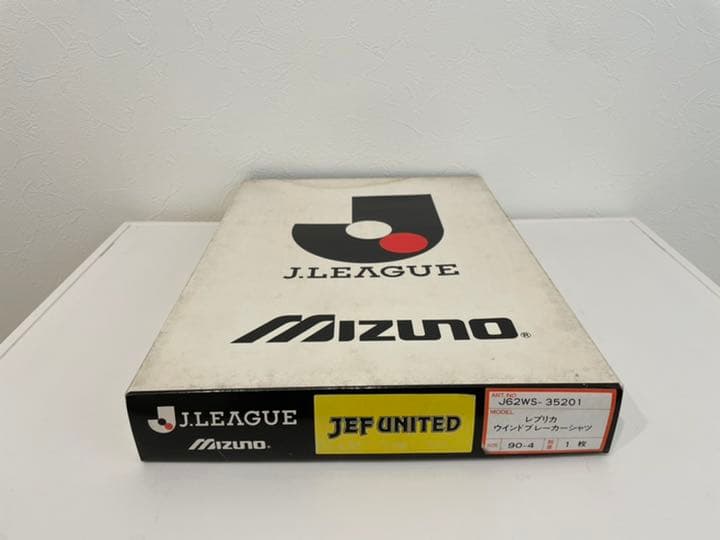 J.LEAGUE
MIZUNO®
J.LEAGUE
MIZUNO®
JEF UNITED
ART.NO.
J62WS-35201
MODEL
レプリカ
ウインドブレーカーシャツ
90-4
1 枚